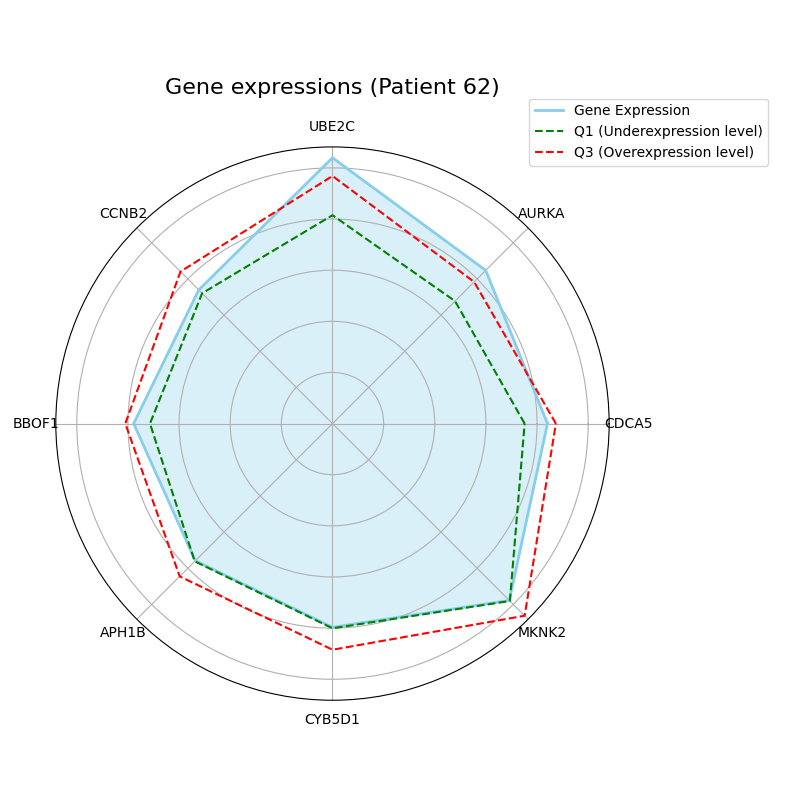 Gene expressions (Patient 62)
Gene Expression
Q1 (Underexpression level)
Q3 (Overexpression level)
UBE2C
CCNB2
AURKA
BBOF1
CDCA5
APH1B
MKNK2
CYB5D1